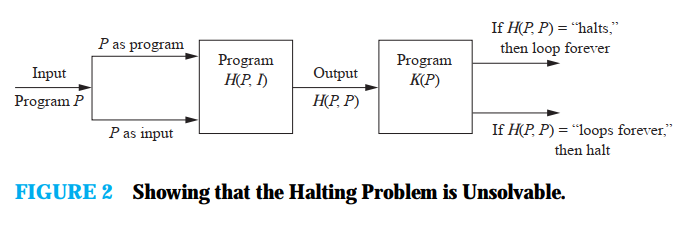 Input
Program P
P as program
P as input
Program
H(P, I)
Output
H(P, P)
Program
K(P)
If H(P, P) = “halts,”
then loop forever
If H(P, P) = “loops forever,”
then halt
FIGURE 2 Showing that the Halting Problem is Unsolvable.